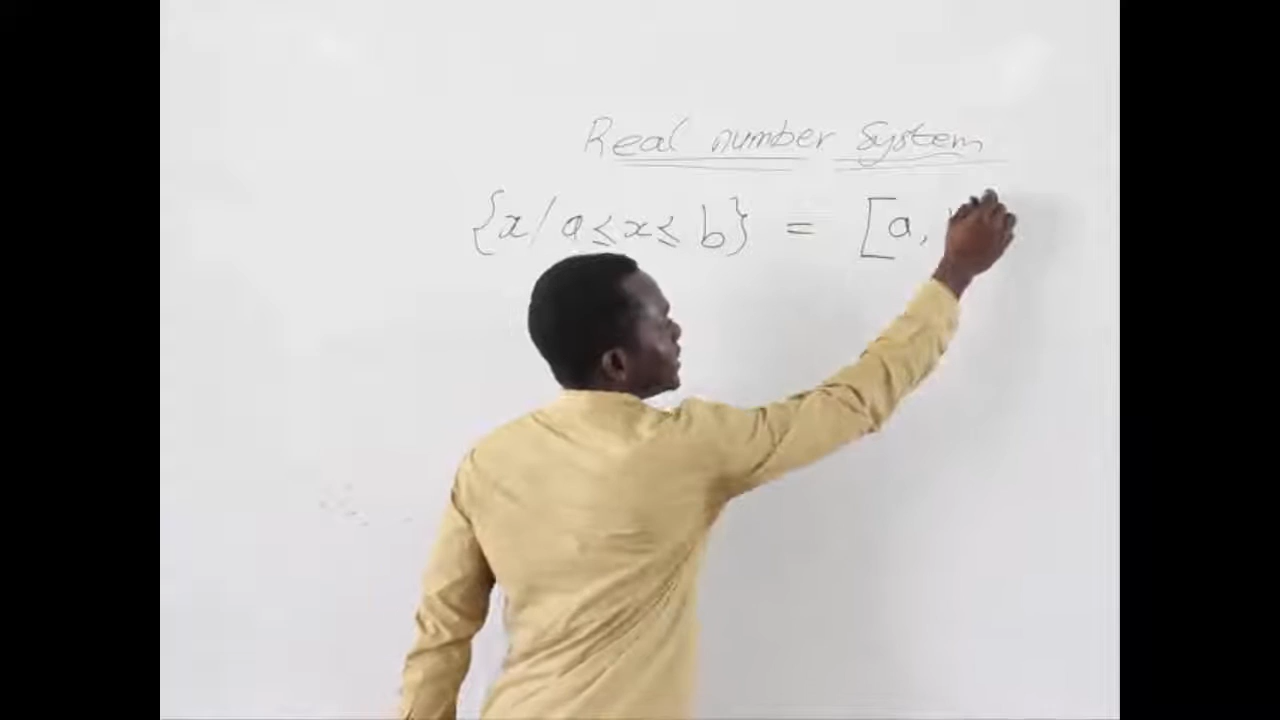 Real number System
{x/a≤x≤b} = [a,